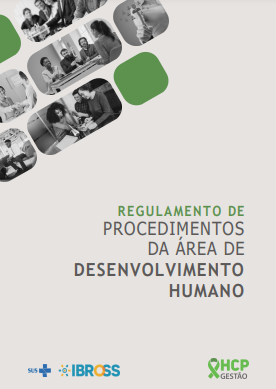 REGULAMENTO DE
PROCEDIMENTOS
DA ÁREA DE
DESENVOLVIMENTO
HUMANO
SUS
IBROSS
HCP
GESTÃO